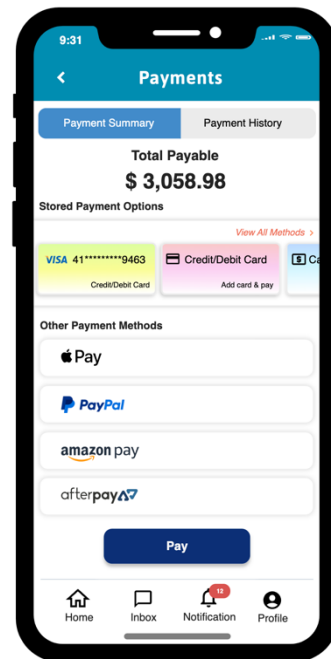 9:31
Payments
Payment Summary Payment History
Total Payable
$ 3,058.98
Stored Payment Options
View All Methods >
VISA 41*********9463 Credit/Debit Card $ Ca
Credit/Debit Card Add card & pay
Other Payment Methods
Pay
PayPal
amazon pay
afterpay
Pay
12
Home Inbox Notification Profile